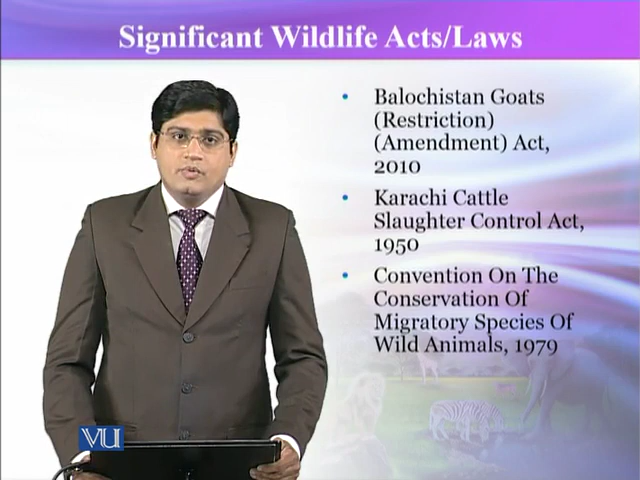 Significant Wildlife Acts/Laws
• Balochistan Goats
(Restriction)
(Amendment) Act,
2010
• Karachi Cattle
Slaughter Control Act,
1950
• Convention On The
Conservation Of
Migratory Species Of
Wild Animals, 1979
VU